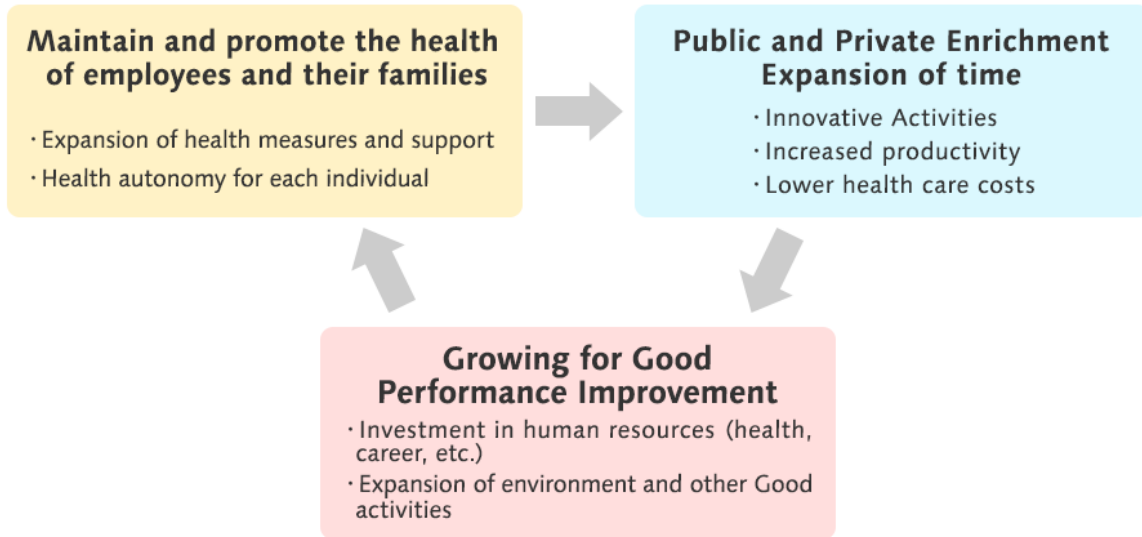 Maintain and promote the health
of employees and their families
・Expansion of health measures and support
・Health autonomy for each individual
Public and Private Enrichment
Expansion of time
・Innovative Activities
・Increased productivity
・Lower health care costs
Growing for Good
Performance Improvement
・Investment in human resources (health,
career, etc.)
・Expansion of environment and other Good
activities